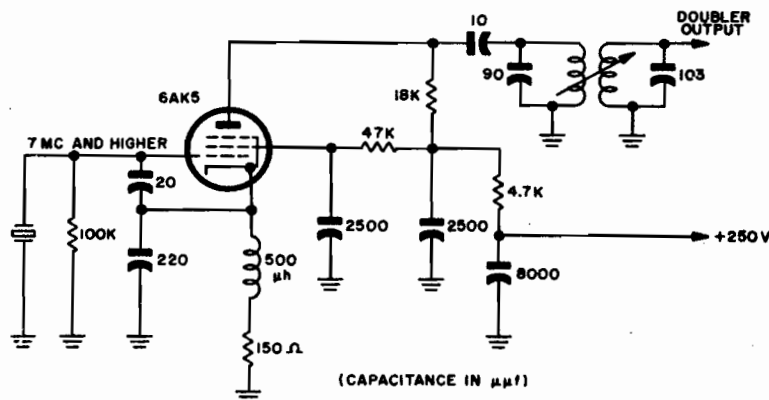 10
DOUBLER
OUTPUT
90
103
6AK5
18K
7 MC AND HIGHER
47K
20
4.7K
100K
220
2500
2500
+250V
500
μh
8000
150 Ω
(CAPACITANCE IN μμf)